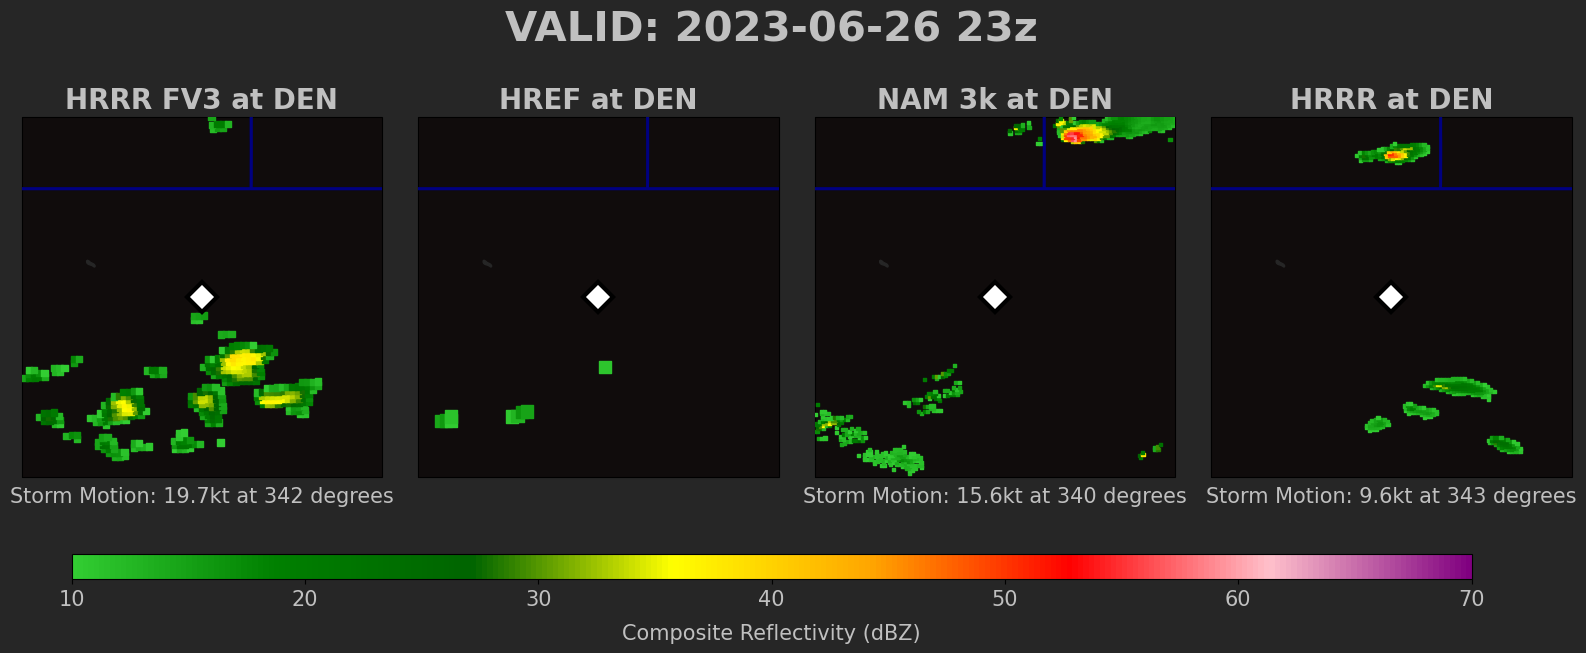 VALID: 2023-06-26 23z
HRRR FV3 at DEN
HREF at DEN
NAM 3k at DEN
HRRR at DEN
Storm Motion: 19.7kt at 342 degrees
Storm Motion: 15.6kt at 340 degrees
Storm Motion: 9.6kt at 343 degrees
10 20 30 40 50 60 70
Composite Reflectivity (dBZ)